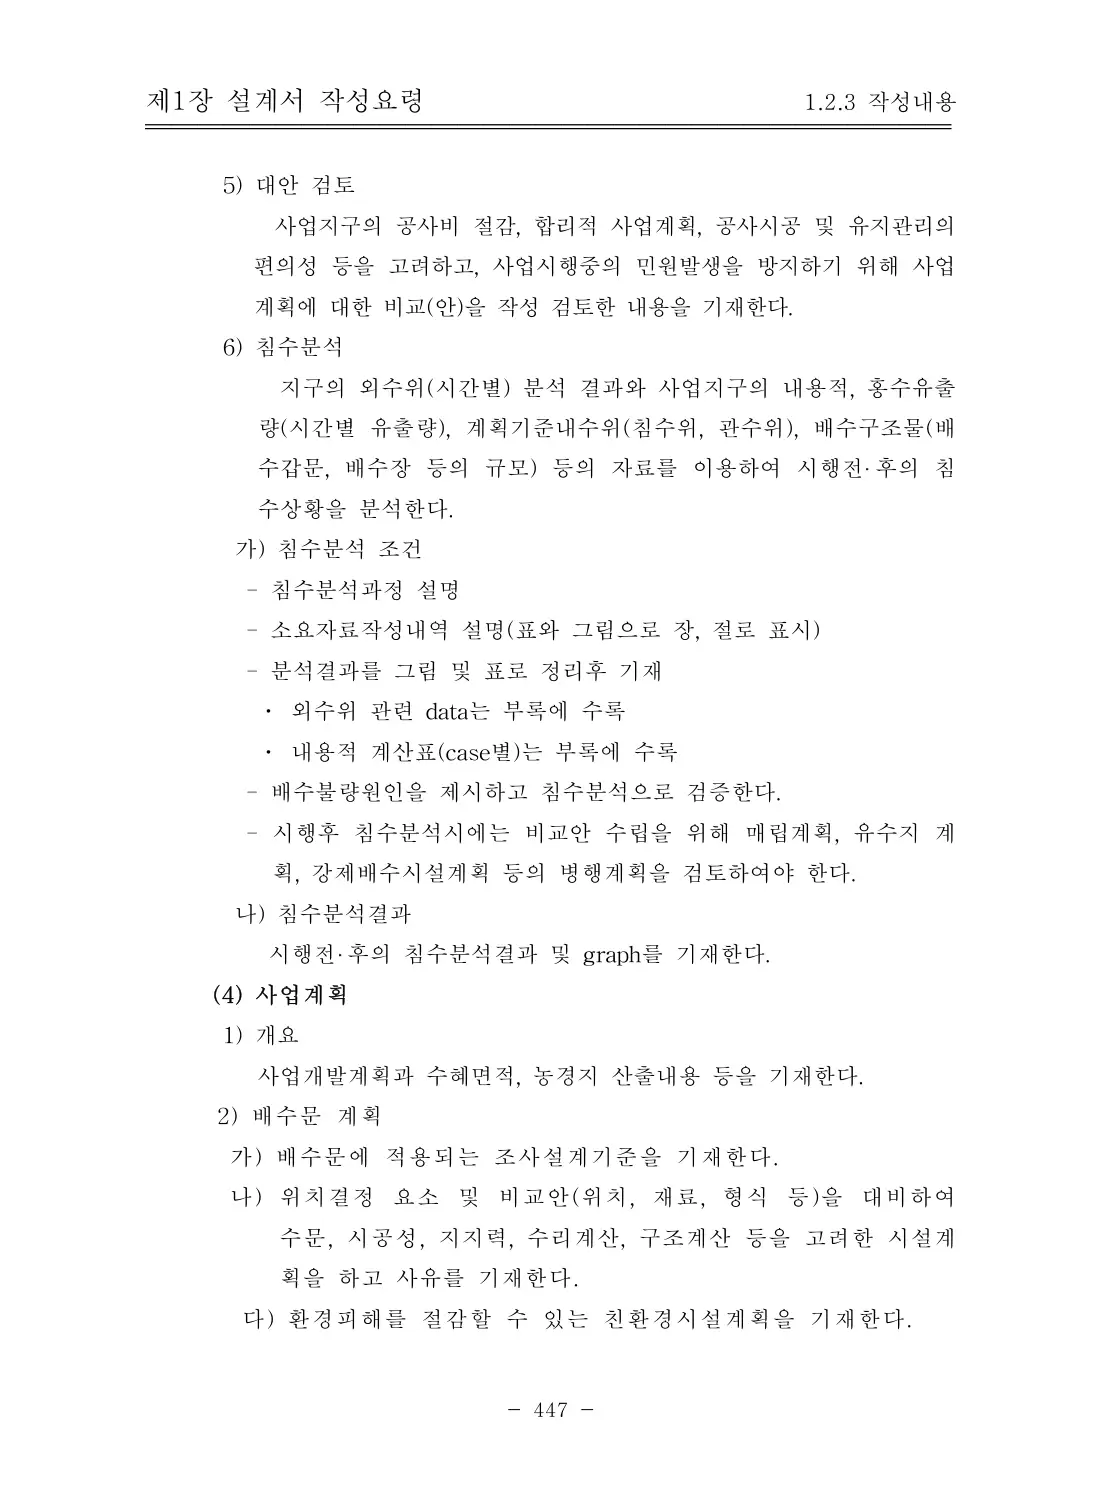 제1장 설계서 작성요령
1.2.3 작성내용
5) 대안 검토
사업지구의 공사비 절감, 합리적 사업계획, 공사시공 및 유지관리의
편의성 등을 고려하고, 사업시행중의 민원발생을 방지하기 위해 사업
계획에 대한 비교(안)을 작성 검토한 내용을 기재한다.
6) 침수분석
지구의 외수위(시간별) 분석 결과와 사업지구의 내용적, 홍수유출
량(시간별 유출량), 계획기준내수위(침수위, 관수위), 배수구조물(배
수갑문, 배수장 등의 규모) 등의 자료를 이용하여 시행전·후의 침
수상황을 분석한다.
가) 침수분석 조건
- 침수분석과정 설명
- 소요자료작성내역 설명(표와 그림으로 장, 절로 표시)
- 분석결과를 그림 및 표로 정리후 기재
· 외수위 관련 data는 부록에 수록
· 내용적 계산표(case별)는 부록에 수록
- 배수불량원인을 제시하고 침수분석으로 검증한다.
- 시행후 침수분석시에는 비교안 수립을 위해 매립계획, 유수지 계
획, 강제배수시설계획 등의 병행계획을 검토하여야 한다.
나) 침수분석결과
시행전·후의 침수분석결과 및 graph를 기재한다.
(4) 사업계획
1) 개요
사업개발계획과 수혜면적, 농경지 산출내용 등을 기재한다.
2) 배수문 계획
가) 배수문에 적용되는 조사설계기준을 기재한다.
나) 위치결정 요소 및 비교안(위치, 재료, 형식 등)을 대비하여
수문, 시공성, 지지력, 수리계산, 구조계산 등을 고려한 시설계
획을 하고 사유를 기재한다.
다) 환경피해를 절감할 수 있는 친환경시설계획을 기재한다.
- 447 -